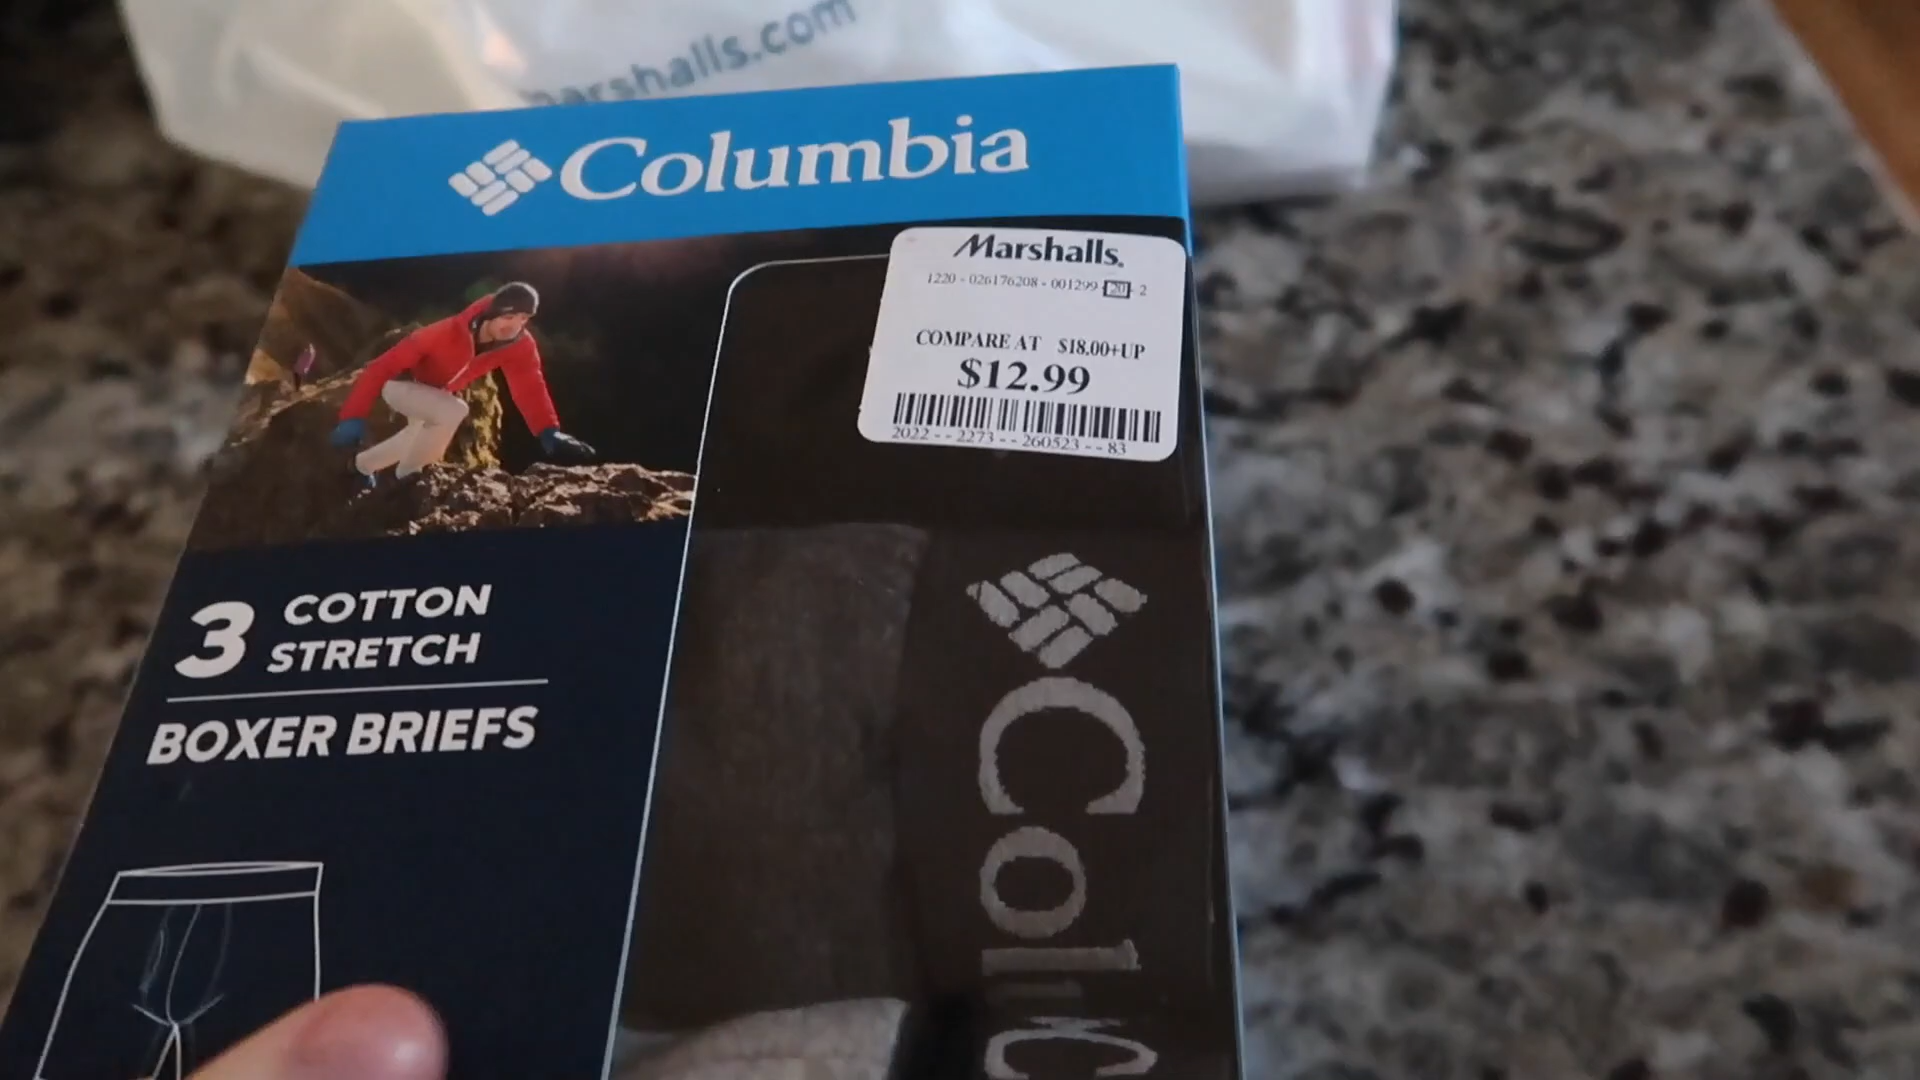 marshalls.com
Columbia
Marshalls.
1220 - 026176208 - 001299 - 20 - 2
COMPARE AT $18.00+UP
$12.99
2022 - - 2273 - - 260523 - - 83
3 COTTON
STRETCH
BOXER BRIEFS
Colu